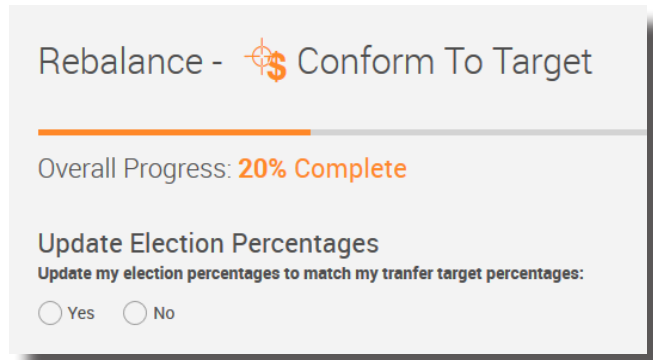 Rebalance - $ Conform To Target
Overall Progress: 20% Complete
Update Election Percentages
Update my election percentages to match my tranfer target percentages:
Yes No